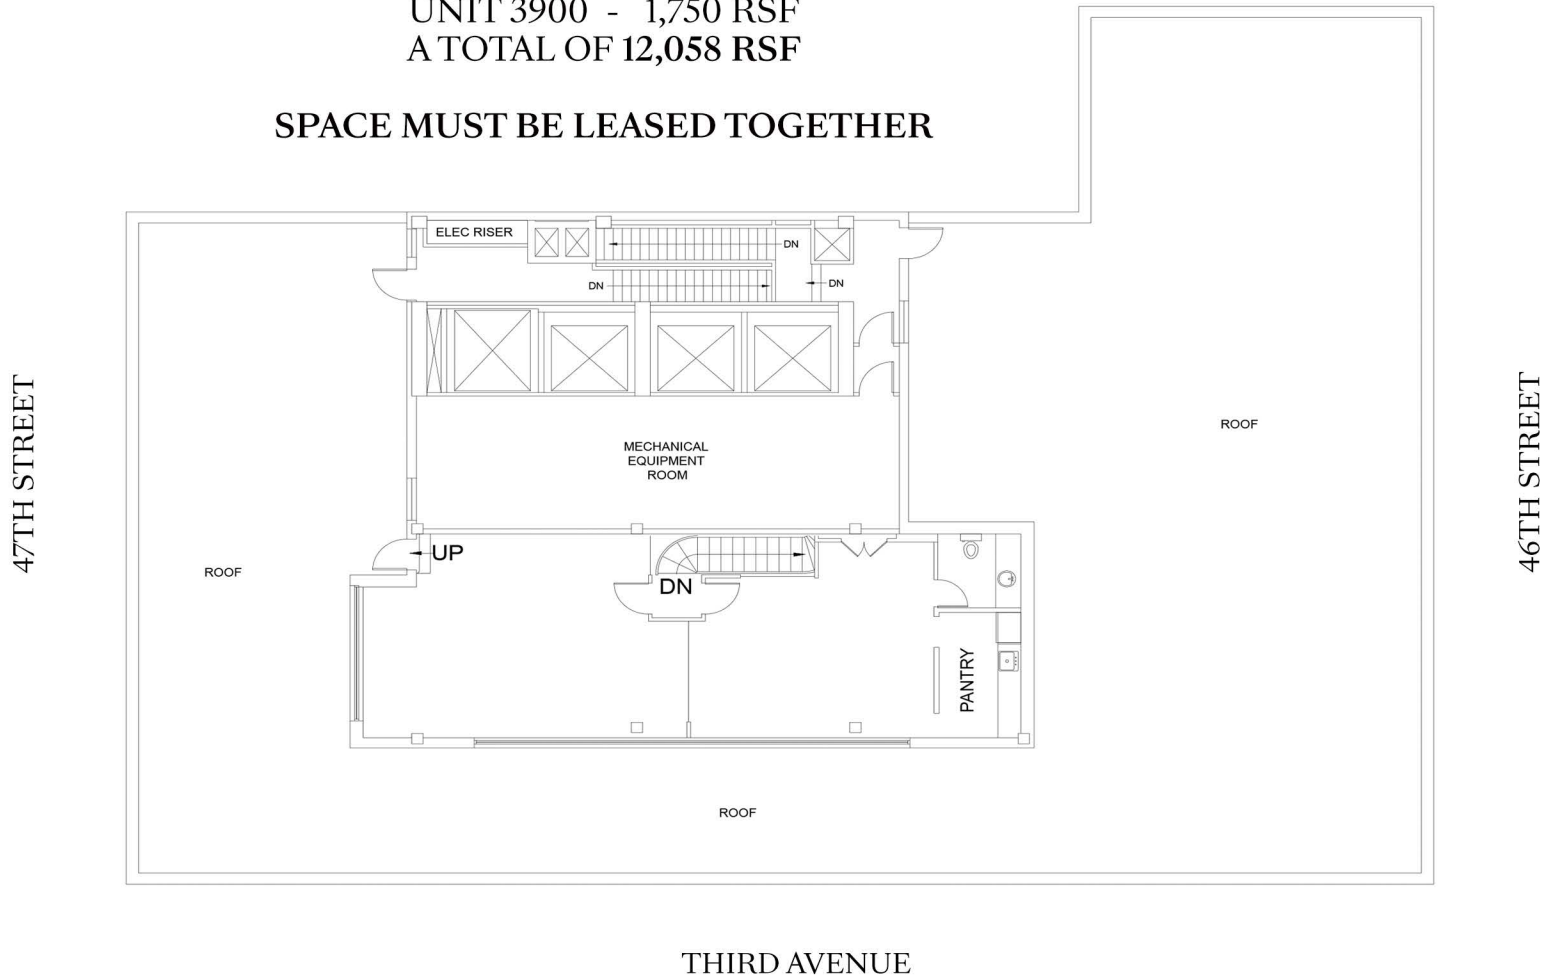 UNIT 3900 - 1,750 RSF
A TOTAL OF 12,058 RSF
SPACE MUST BE LEASED TOGETHER
ELEC RISER
DN
DN
DN
47TH STREET
46TH STREET
ROOF
MECHANICAL
EQUIPMENT
ROOM
UP
ROOF
DN
PANTRY
ROOF
THIRD AVENUE